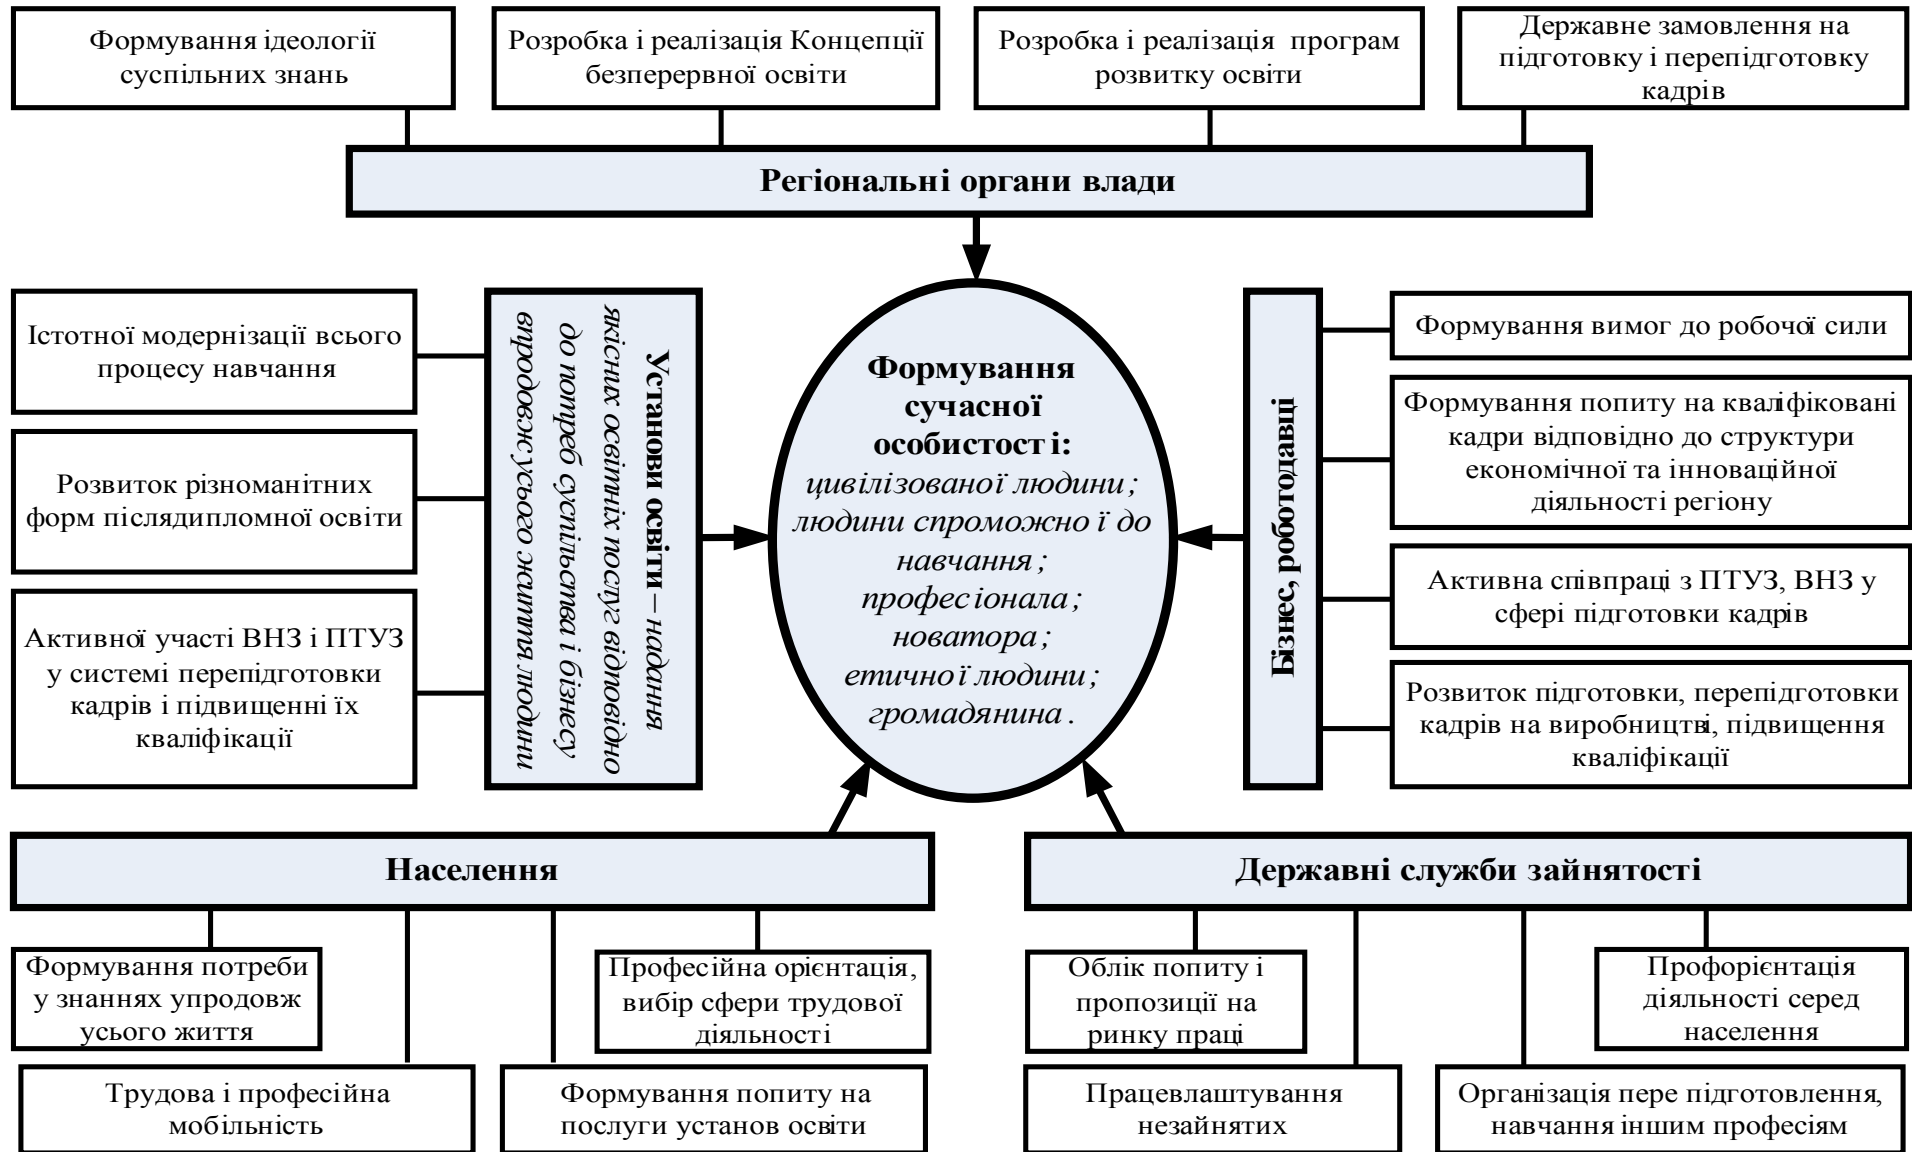 Формування ідеології
суспільних знань
Розробка і реалізація Концепції
безперервної освіти
Розробка і реалізація програм
розвитку освіти
Державне замовлення на
підготовку і перепідготовку
кадрів
Регіональні органи влади
Істотної модернізації всього
процесу навчання
Розвиток різноманітних
форм післядипломної освіти
Активної участі ВНЗ і ПТУЗ
у системі перепідготовки
кадрів і підвищенні їх
кваліфікації
Установи освіти – надання
якісних освітніх послуг відповідно
до потреб суспільства і бізнесу
впродовж усього життя людини
Формування
сучасної
особистост і:
цивілізованої людини;
людини спроможно ї до
навчання;
професіонала;
новатора;
етичної людини;
громадянина.
Бізнес, роботодавці
Формування вимог до робочої сили
Формування попиту на кваліфіковані
кадри відповідно до структури
економічної та інноваційної
діяльності регіону
Активна співпраці з ПТУЗ, ВНЗ у
сфері підготовки кадрів
Розвиток підготовки, перепідготовки
кадрів на виробництві, підвищення
кваліфікації
Населення
Формування потреби
у знаннях упродовж
усього життя
Професійна орієнтація,
вибір сфери трудової
діяльності
Трудова і професійна
мобільність
Формування попиту на
послуги установ освіти
Державні служби зайнятості
Облік попиту і
пропозиції на
ринку праці
Профорієнтація
діяльності серед
населення
Працевлаштування
незайнятих
Організація пере підготовлення,
навчання іншим професіям